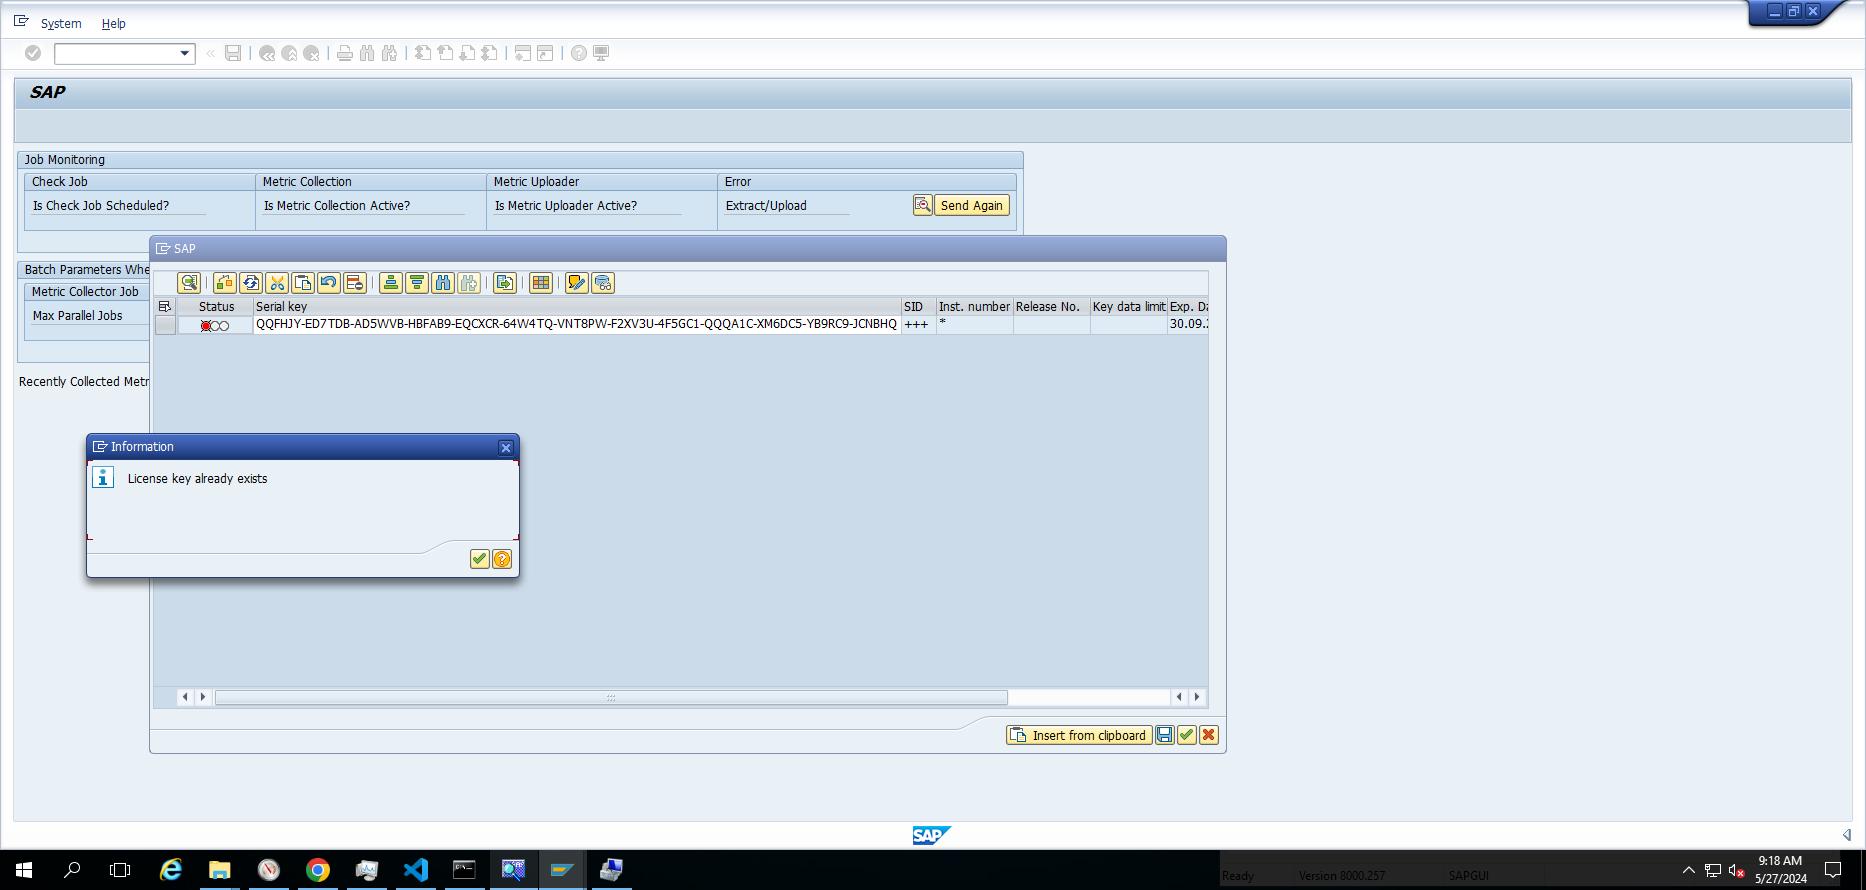 System Help
SAP
Job Monitoring
Check Job Metric Collection Metric Uploader Error
Is Check Job Scheduled? Is Metric Collection Active? Is Metric Uploader Active? Extract/Upload Send Again
SAP
Batch Parameters Whe
Metric Collector Job
Max Parallel Jobs
Recently Collected Metr
Status Serial key SID Inst. number Release No. Key data limit Exp. Da
QQFHJY-ED7TDB-AD5WVB-HBFAB9-EQCXCR-64W4TQ-VNT8PW-F2XV3U-4F5GC1-QQQA1C-XM6DC5-YB9RC9-JCNBHQ +++ * 30.09.2
Information
License key already exists
Insert from clipboard
SAP
Ready Version 8000.257 SAPGUI
9:18 AM
5/27/2024